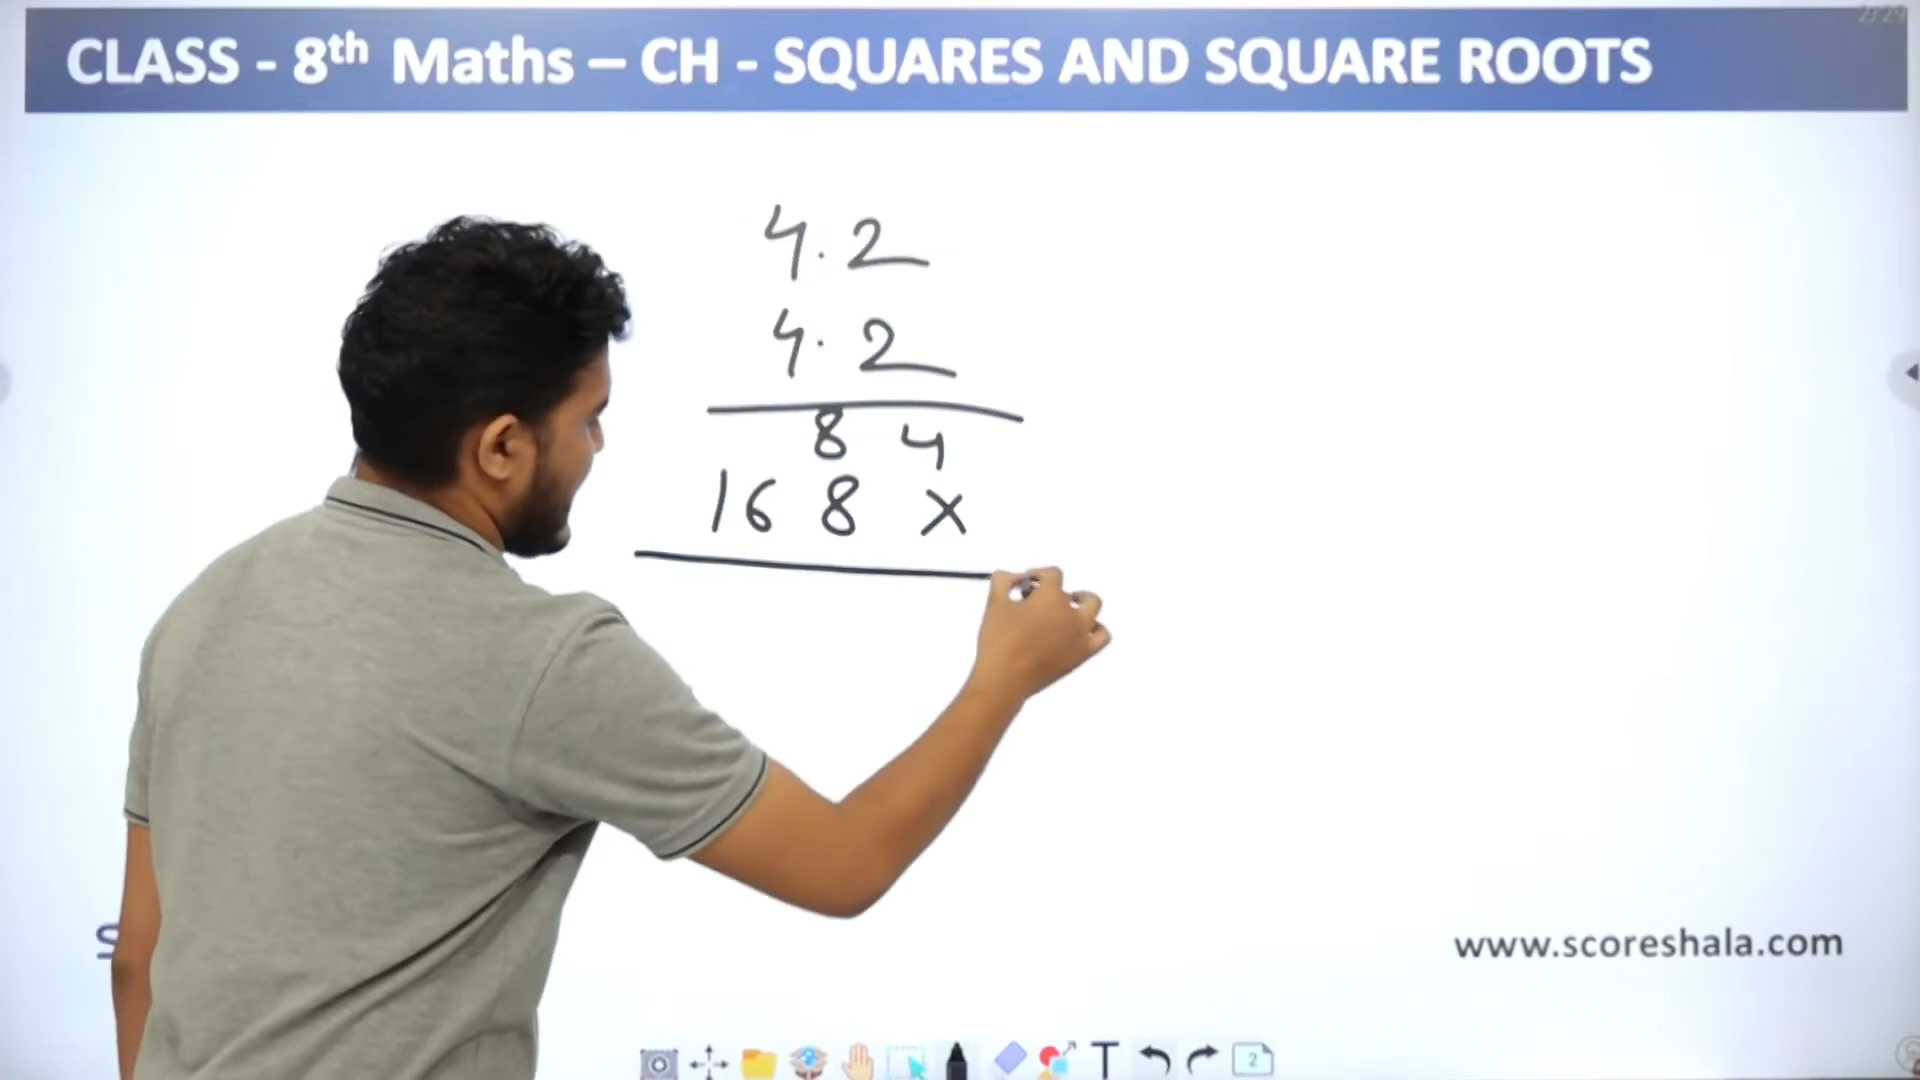 CLASS - 8th Maths – CH - SQUARES AND SQUARE ROOTS
4.2
4.2
8 4
16 8 x
www.scoreshala.com
T
2